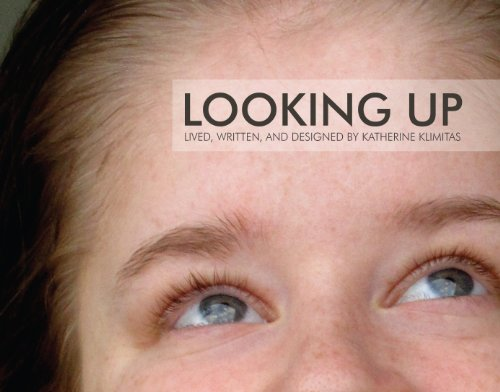 LOOKING UP
LIVED, WRITTEN, AND DESIGNED BY KATHERINE KLIMITAS